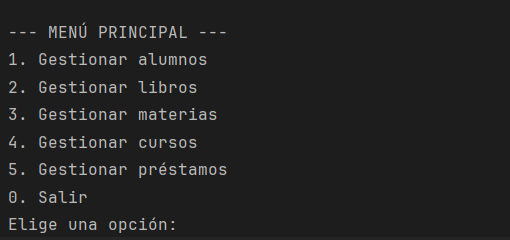 --- MENÚ PRINCIPAL ---
1. Gestionar alumnos
2. Gestionar libros
3. Gestionar materias
4. Gestionar cursos
5. Gestionar préstamos
0. Salir
Elige una opción: